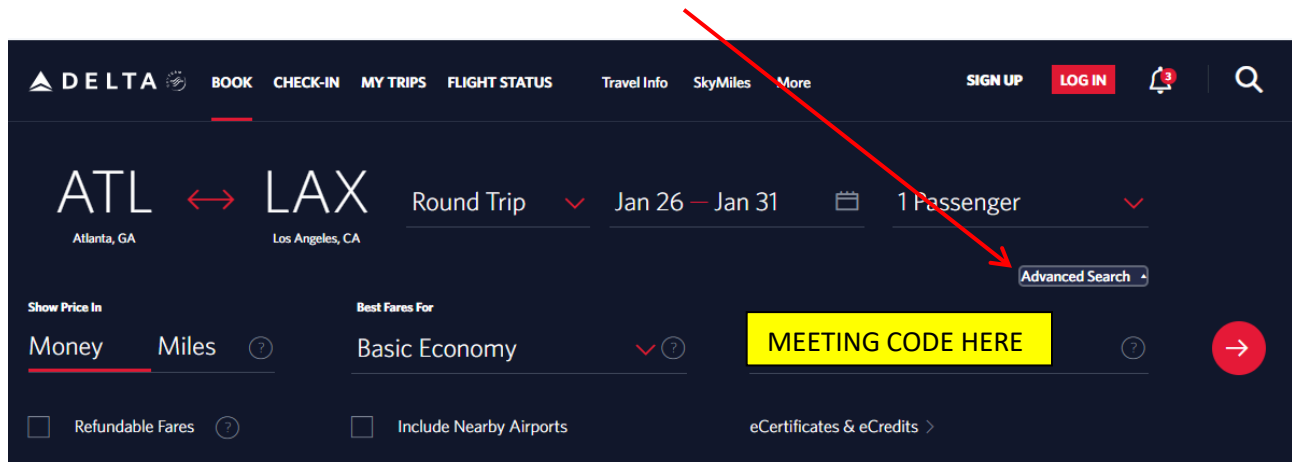 DELTA BOOK CHECK-IN MY TRIPS FLIGHT STATUS Travel Info SkyMiles More SIGN UP LOG IN 3
ATL LAX Round Trip Jan 26 — Jan 31 1 Passenger
Atlanta, GA Los Angeles, CA
Advanced Search
Show Price In Best Fares For
Money Miles ? Basic Economy ? MEETING CODE HERE ?
Refundable Fares ? Include Nearby Airports eCertificates & eCredits